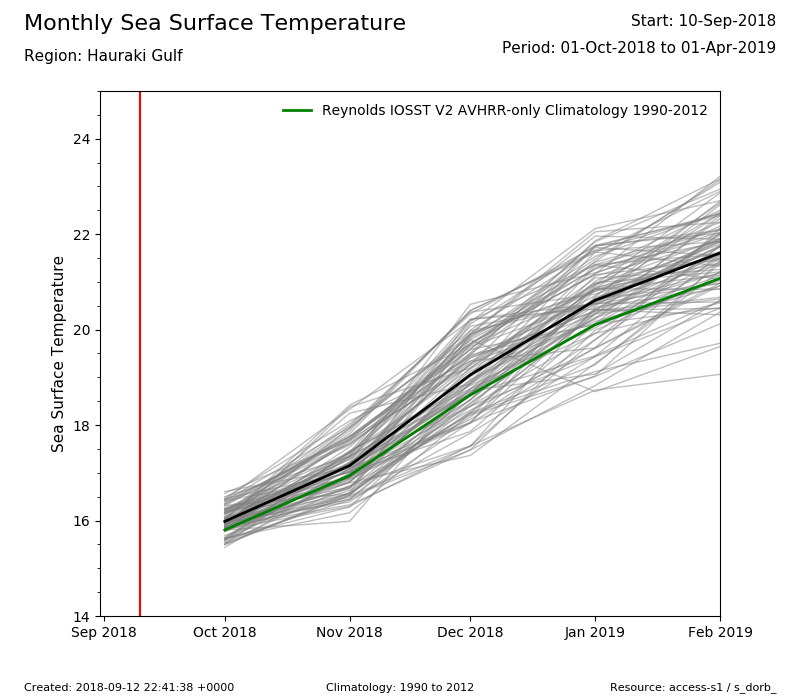 Monthly Sea Surface Temperature
Start: 10-Sep-2018
Region: Hauraki Gulf
Period: 01-Oct-2018 to 01-Apr-2019
Reynolds IOSST V2 AVHRR-only Climatology 1990-2012
24
22
20
18
16
14
Sea Surface Temperature
Sep 2018 Oct 2018 Nov 2018 Dec 2018 Jan 2019 Feb 2019
Created: 2018-09-12 22:41:38 +0000 Climatology: 1990 to 2012 Resource: access-s1 / s_dorb_